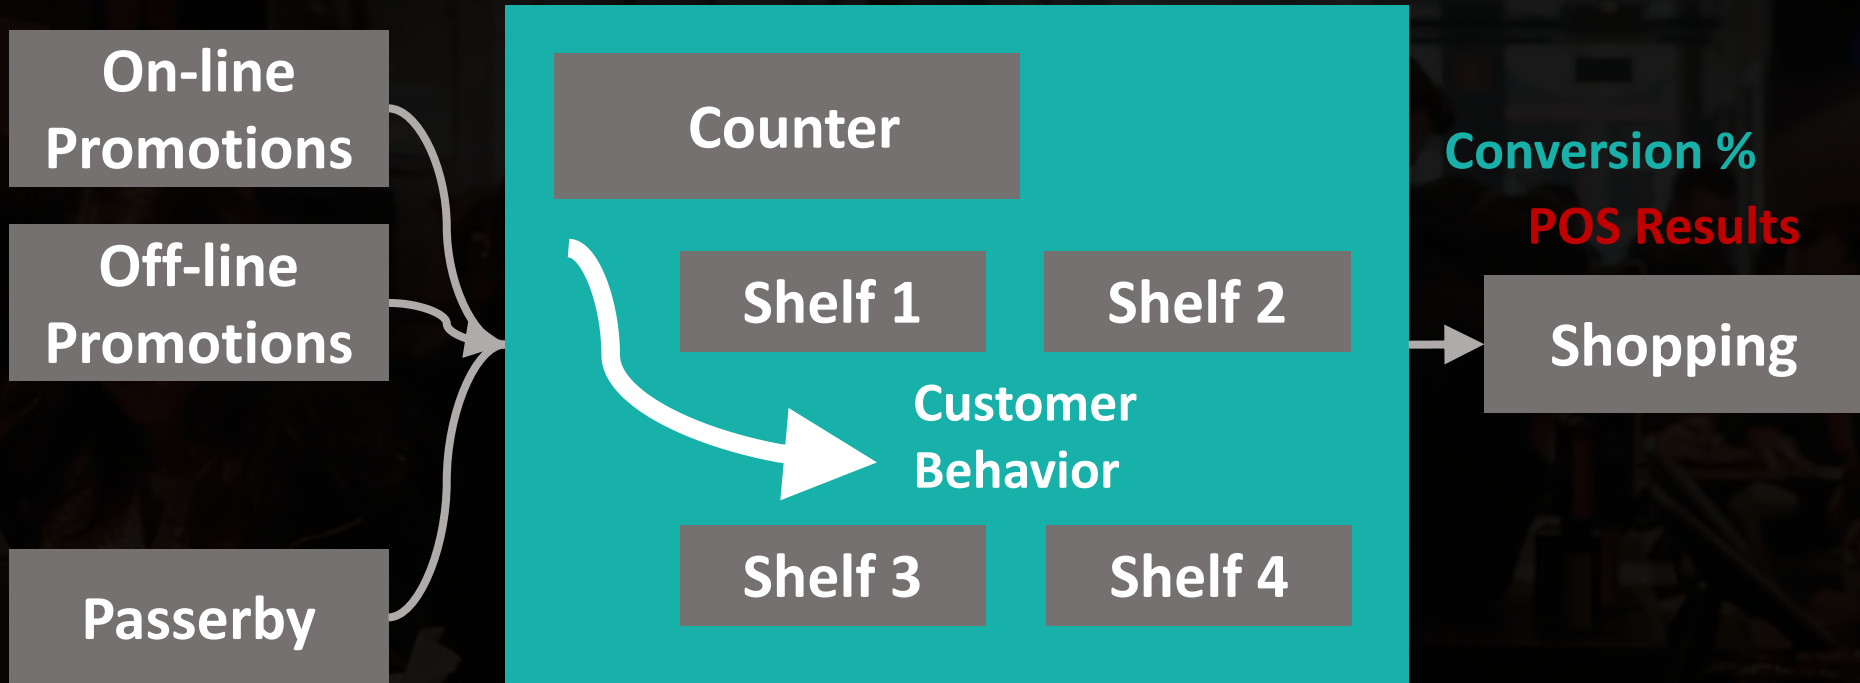 On-line
Promotions
Off-line
Promotions
Passerby
Counter
Shelf 1
Shelf 2
Customer
Behavior
Shelf 3
Shelf 4
Conversion %
POS Results
Shopping